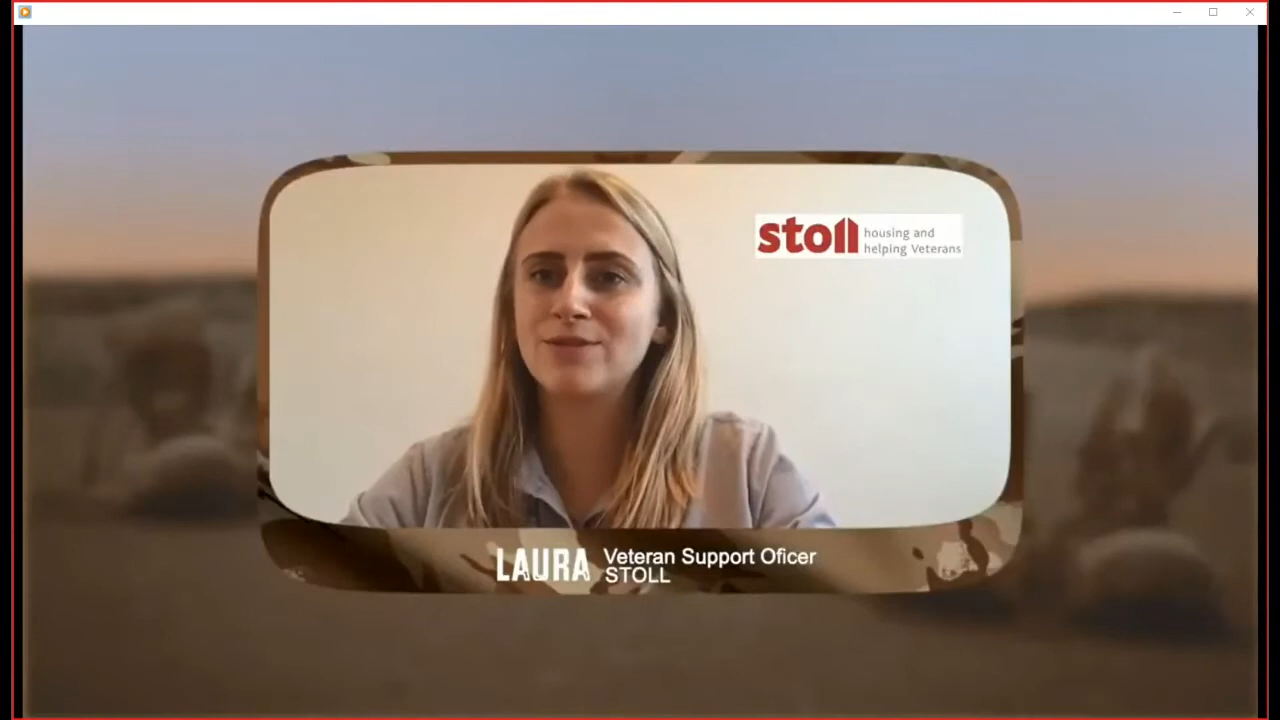 stoll housing and
helping Veterans
LAURA Veteran Support Oficer
STOLL